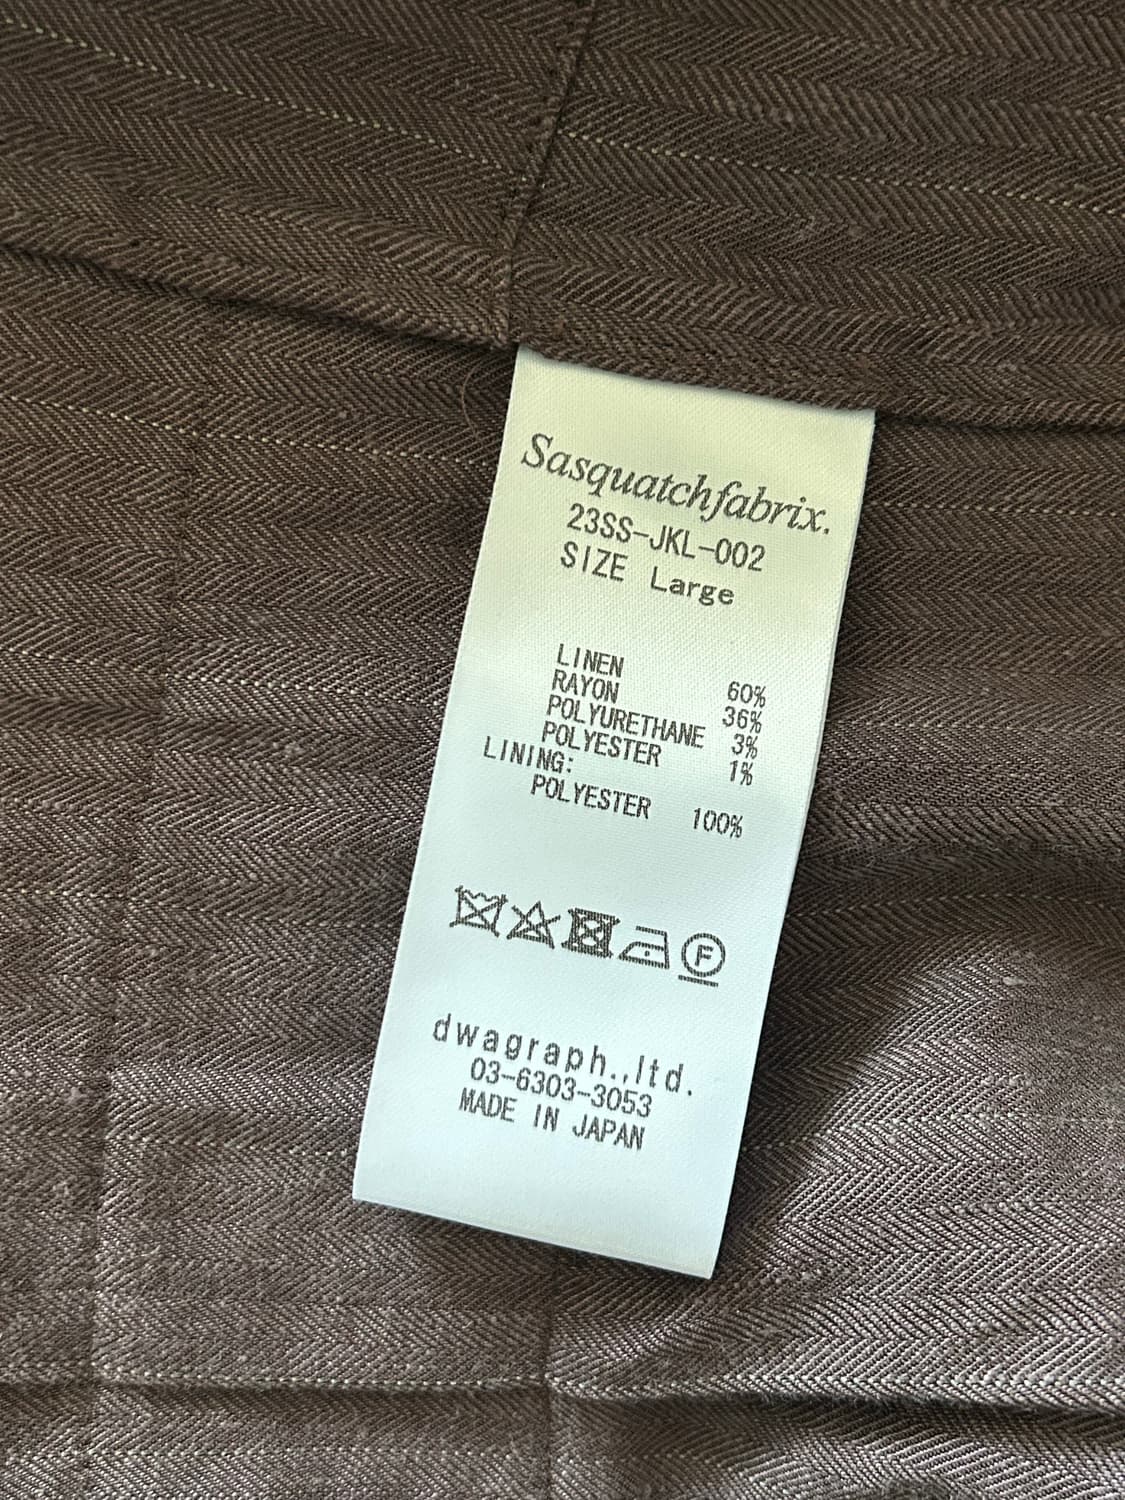 Sasquatchfabrix.
23SS-JKL-002
SIZE Large
LINEN 60%
RAYON 36%
POLYURETHANE 3%
POLYESTER 1%
LINING:
POLYESTER 100%
F
dwagraph.,ltd.
03-6303-3053
MADE IN JAPAN